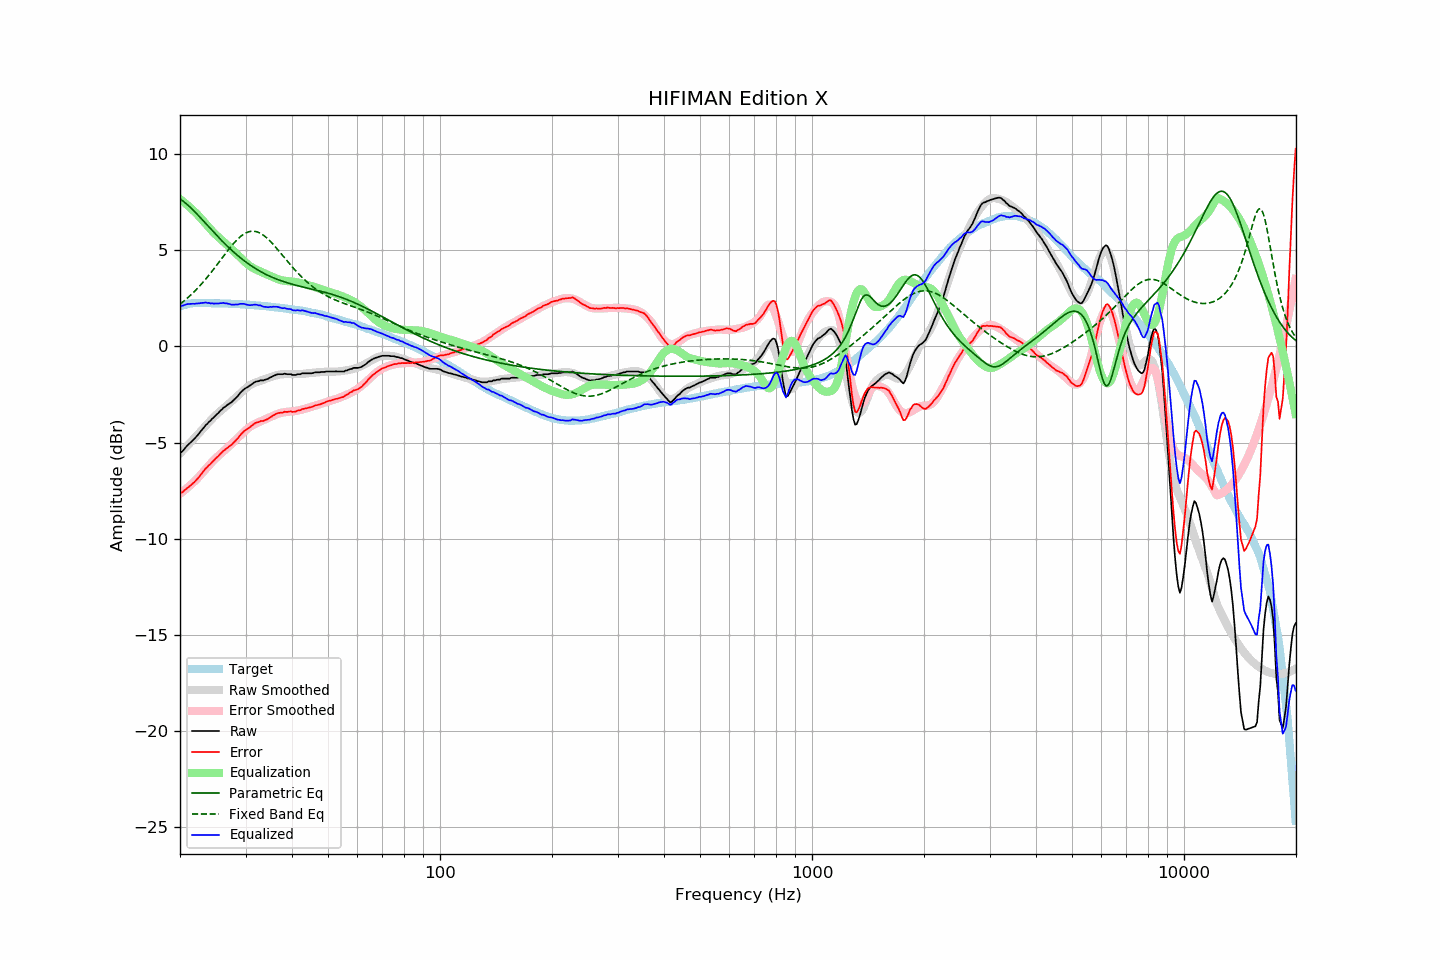 HIFIMAN Edition X
Amplitude (dBr)
10
5
0
−5
−10
−15
−20
−25
Target
Raw Smoothed
Error Smoothed
Raw
Error
Equalization
Parametric Eq
Fixed Band Eq
Equalized
100
1000
10000
Frequency (Hz)